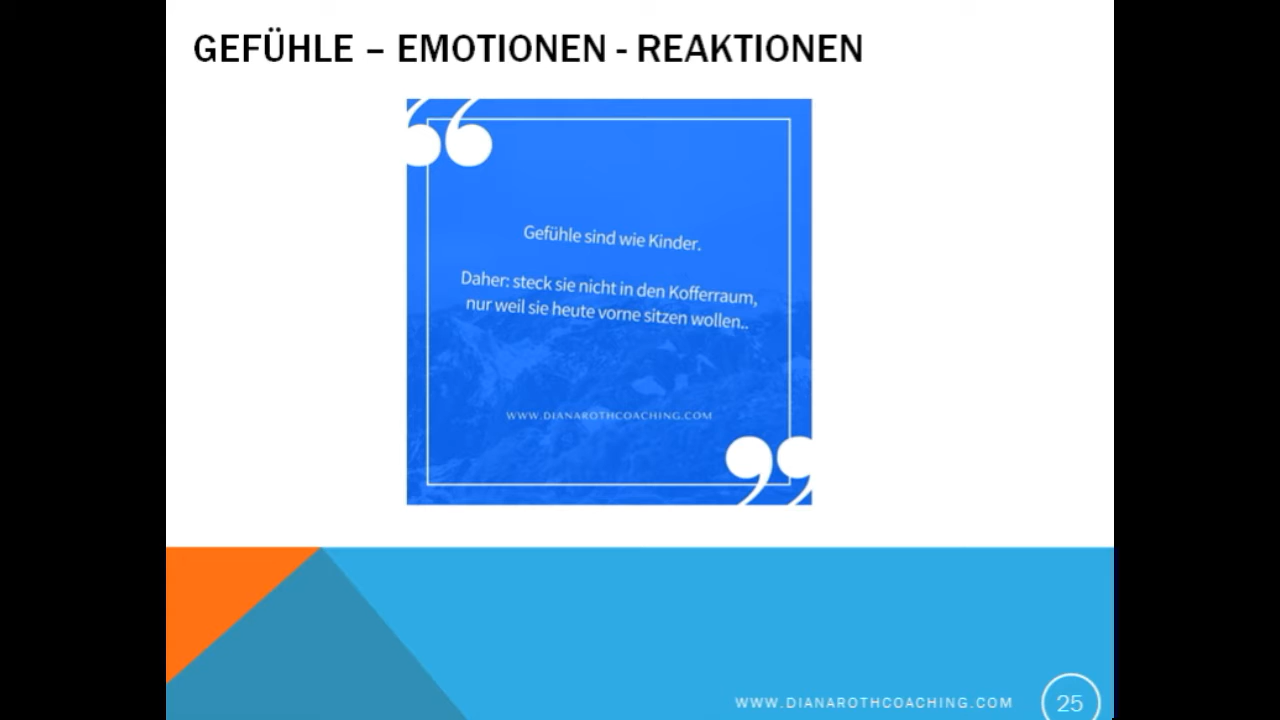 GEFÜHLE – EMOTIONEN - REAKTIONEN
Gefühle sind wie Kinder.
Daher: steck sie nicht in den Kofferraum,
nur weil sie heute vorne sitzen wollen..
WWW.DIANAROTHCOACHING.COM
WWW.DIANAROTHCOACHING.COM
25